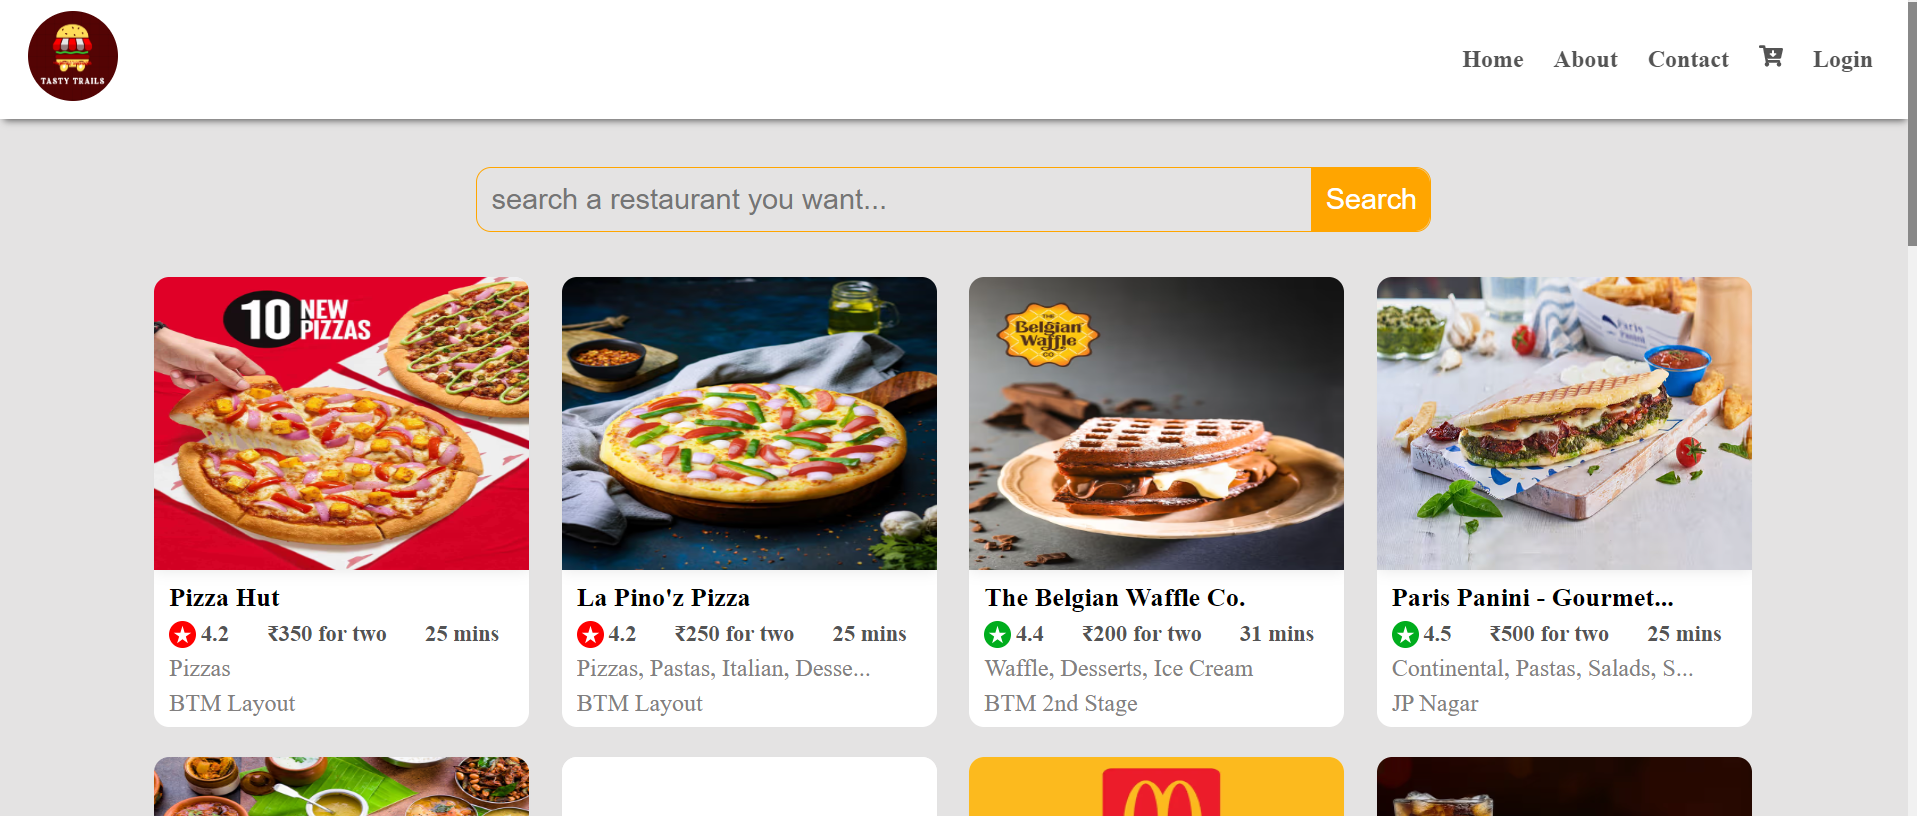 TASTY TRAILS
Home About Contact Login
search a restaurant you want... Search
10 NEW PIZZAS
THE
Belgian
Waffle
CO
Paris
Panini
Pizza Hut
4.2 ₹350 for two 25 mins
Pizzas
BTM Layout
La Pino'z Pizza
4.2 ₹250 for two 25 mins
Pizzas, Pastas, Italian, Desse...
BTM Layout
The Belgian Waffle Co.
4.4 ₹200 for two 31 mins
Waffle, Desserts, Ice Cream
BTM 2nd Stage
Paris Panini - Gourmet...
4.5 ₹500 for two 25 mins
Continental, Pastas, Salads, S...
JP Nagar